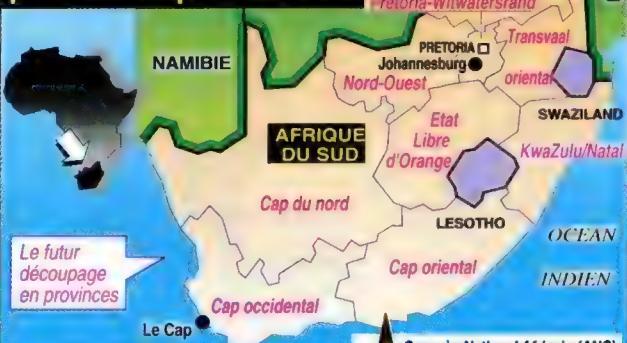 Pretoria-Witwatersrand
PRETORIA
Johannesburg
Transvaal
oriental
NAMIBIE
Nord-Ouest
SWAZILAND
AFRIQUE
DU SUD
Etat
Libre
d'Orange
KwaZulu/Natal
Cap du nord
LESOTHO
OCEAN
INDIEN
Le futur
découpage
en provinces
Cap oriental
Cap occidental
Le Cap